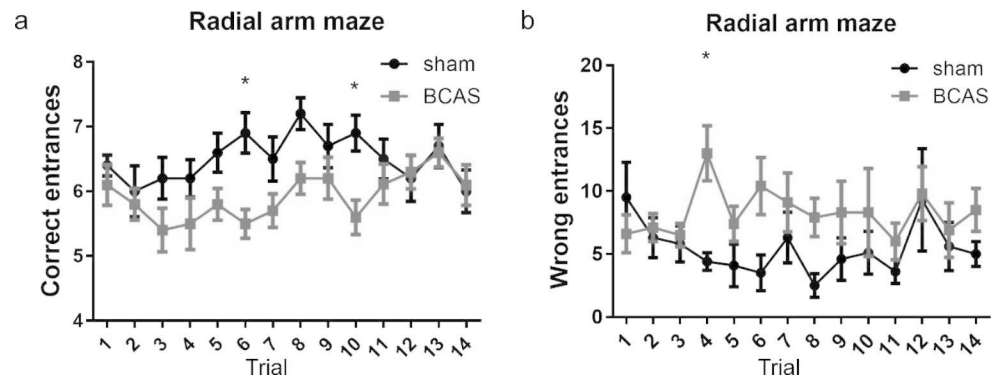 a
Radial arm maze
sham
BCAS
* *
Correct entrances
8
7
6
5
4
1 2 3 4 5 6 7 8 9 10 11 12 13 14
Trial
b
Radial arm maze
sham
BCAS
*
Wrong entrances
20
15
10
5
0
1 2 3 4 5 6 7 8 9 10 11 12 13 14
Trial